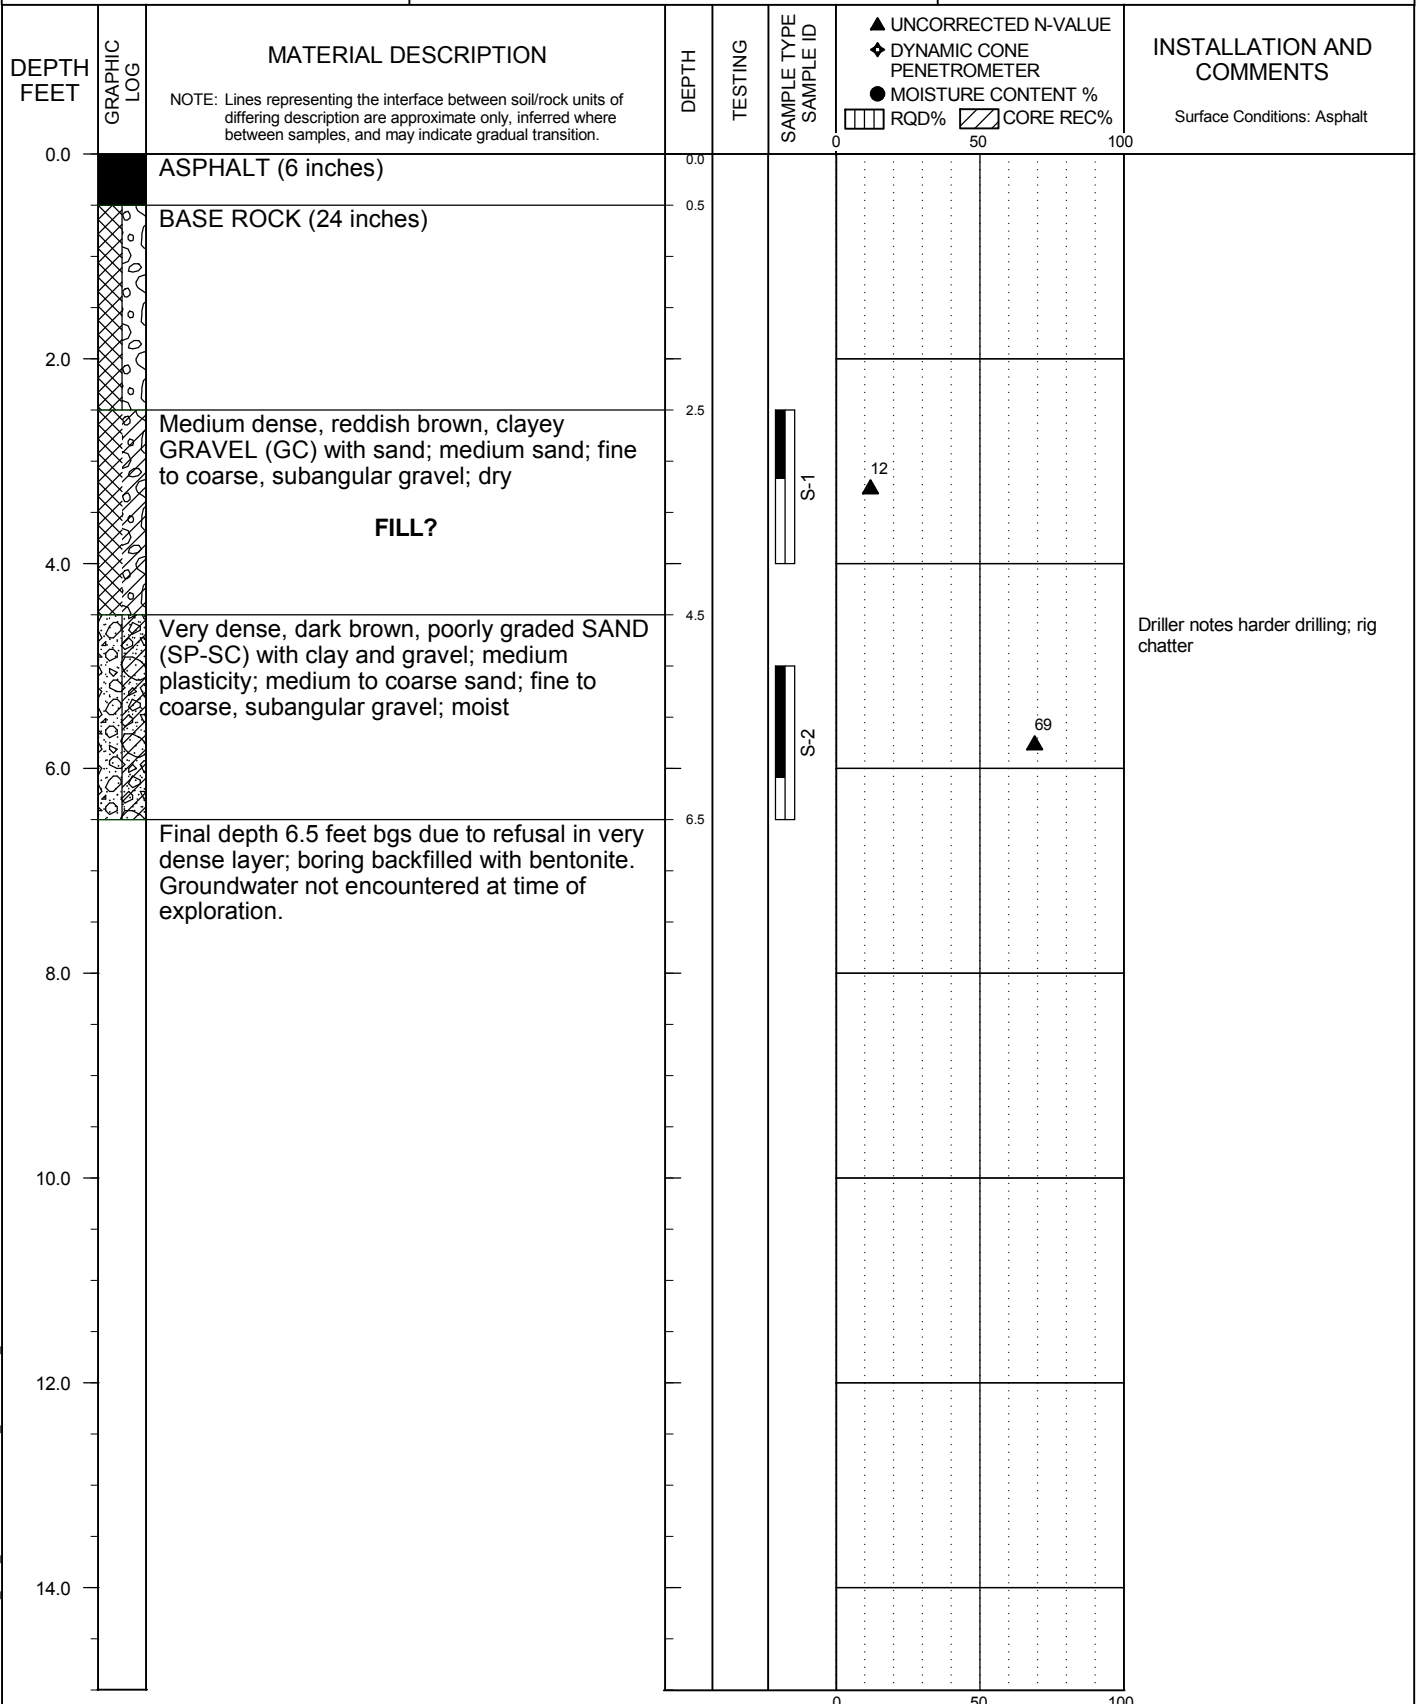 DEPTH
FEET
GRAPHIC
LOG
MATERIAL DESCRIPTION
NOTE: Lines representing the interface between soil/rock units of
differing description are approximate only, inferred where
between samples, and may indicate gradual transition.
DEPTH
TESTING
SAMPLE TYPE
SAMPLE ID
UNCORRECTED N-VALUE
DYNAMIC CONE
PENETROMETER
MOISTURE CONTENT %
RQD% CORE REC%
0 50 100
INSTALLATION AND
COMMENTS
Surface Conditions: Asphalt
0.0
ASPHALT (6 inches)
0.0
0.5
BASE ROCK (24 inches)
2.0
2.5
Medium dense, reddish brown, clayey
GRAVEL (GC) with sand; medium sand; fine
to coarse, subangular gravel; dry
S-1
12
FILL?
4.0
4.5
Very dense, dark brown, poorly graded SAND
(SP-SC) with clay and gravel; medium
plasticity; medium to coarse sand; fine to
coarse, subangular gravel; moist
Driller notes harder drilling; rig
chatter
S-2
69
6.0
6.5
Final depth 6.5 feet bgs due to refusal in very
dense layer; boring backfilled with bentonite.
Groundwater not encountered at time of
exploration.
8.0
10.0
12.0
14.0
0 50 100